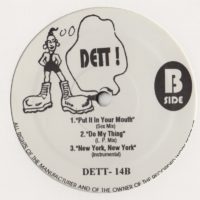 DETT!
B
SIDE
1. "Put It In Your Mouth"
(Sex Mix)
2. "Do My Thing"
(L. P. Mix)
3. "New York, New York"
(Instrumental)
DETT- 14B
ALL RIGHTS OF THE MANUFACTURER AND OF THE OWNER OF THE